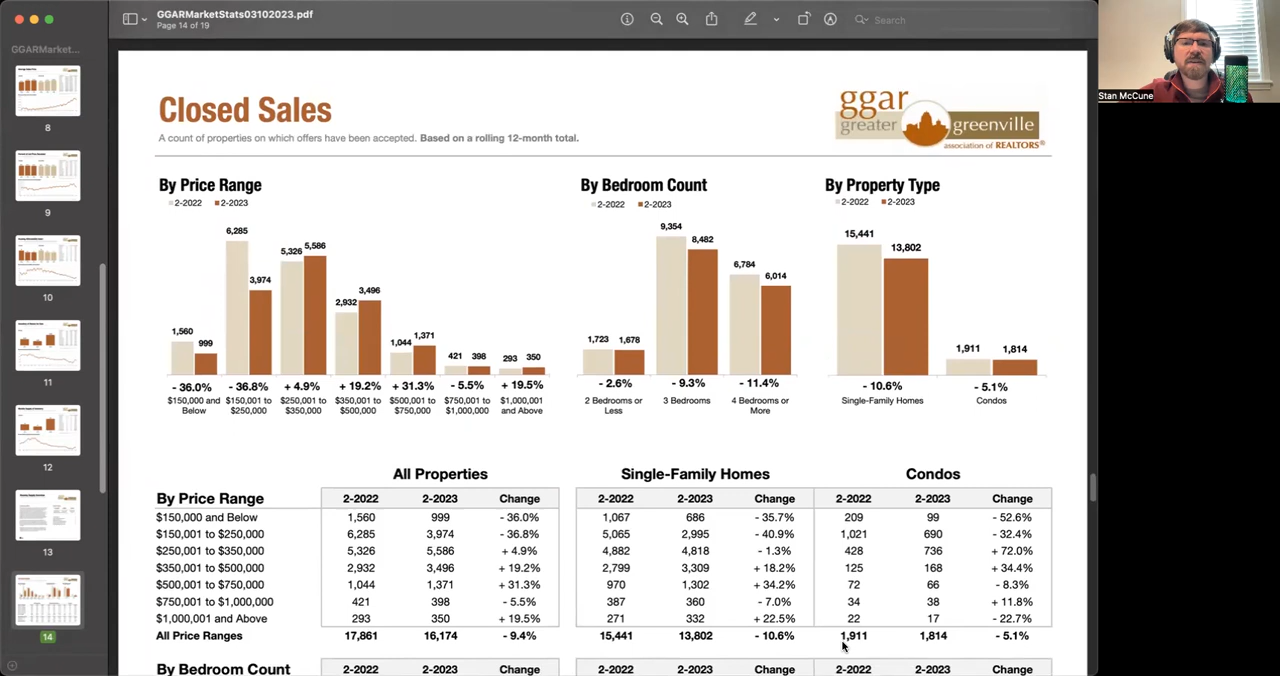 GGARMarketStats03102023.pdf
Page 14 of 19
Search
GGARMarket...
8
9
10
11
12
13
14
Stan McCune
Closed Sales
A count of properties on which offers have been accepted. Based on a rolling 12-month total.
ggar
greater greenville
association of REALTORS®
By Price Range
2-2022 2-2023
1,560 999 6,285 3,974 5,326 5,586 2,932 3,496 1,044 1,371 421 398 293 350
- 36.0% - 36.8% + 4.9% + 19.2% + 31.3% - 5.5% + 19.5%
$150,000 and $150,001 to $250,001 to $350,001 to $500,001 to $750,001 to $1,000,001
Below $250,000 $350,000 $500,000 $750,000 $1,000,000 and Above
By Bedroom Count
2-2022 2-2023
1,723 1,678 9,354 8,482 6,784 6,014
- 2.6% - 9.3% - 11.4%
2 Bedrooms or 3 Bedrooms 4 Bedrooms or
Less More
By Property Type
2-2022 2-2023
15,441 13,802 1,911 1,814
- 10.6% - 5.1%
Single-Family Homes Condos
All Properties Single-Family Homes Condos
By Price Range 2-2022 2-2023 Change 2-2022 2-2023 Change 2-2022 2-2023 Change
$150,000 and Below 1,560 999 - 36.0% 1,067 686 - 35.7% 209 99 - 52.6%
$150,001 to $250,000 6,285 3,974 - 36.8% 5,065 2,995 - 40.9% 1,021 690 - 32.4%
$250,001 to $350,000 5,326 5,586 + 4.9% 4,882 4,818 - 1.3% 428 736 + 72.0%
$350,001 to $500,000 2,932 3,496 + 19.2% 2,799 3,309 + 18.2% 125 168 + 34.4%
$500,001 to $750,000 1,044 1,371 + 31.3% 970 1,302 + 34.2% 72 66 - 8.3%
$750,001 to $1,000,000 421 398 - 5.5% 387 360 - 7.0% 34 38 + 11.8%
$1,000,001 and Above 293 350 + 19.5% 271 332 + 22.5% 22 17 - 22.7%
All Price Ranges 17,861 16,174 - 9.4% 15,441 13,802 - 10.6% 1,911 1,814 - 5.1%
By Bedroom Count 2-2022 2-2023 Change 2-2022 2-2023 Change 2-2022 2-2023 Change